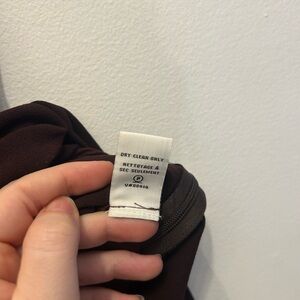 DRY CLEAN ONLY
NETTOYAGE À
SEC SEULEMENT
P